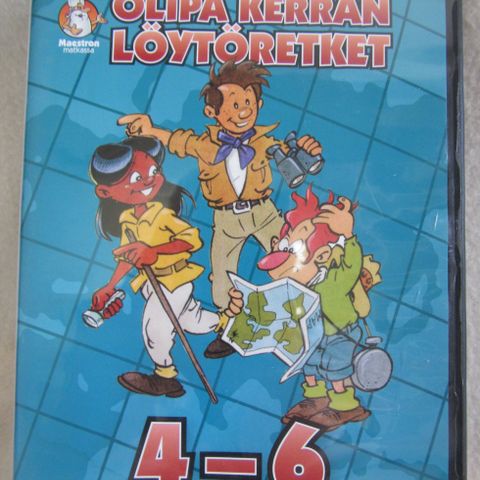 OLIPA KERRAN
LÖYTÖRETKET
Maestron
matkassa
4-6